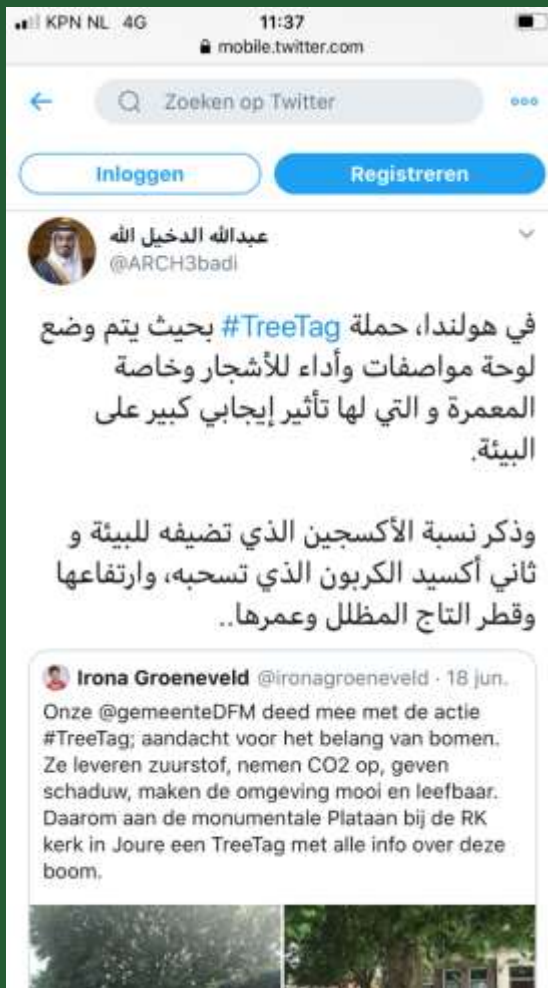 KPN NL 4G 11:37
mobile.twitter.com
Zoeken op Twitter
Inloggen Registreren
عبدالله الدخيل الله
@ARCH3badi
في هولندا، حملة #TreeTag بحيث يتم وضع
لوحة مواصفات وأداء للأشجار وخاصة
المعمرة و التي لها تأثير إيجابي كبير على
البيئة.
وذكر نسبة الأكسجين الذي تضيفه للبيئة و
ثاني أكسيد الكربون الذي تسحبه، وارتفاعها
وقطر التاج المظلل وعمرها..
Irona Groeneveld @ironagroeneveld · 18 jun.
Onze @gemeenteDFM deed mee met de actie
#TreeTag; aandacht voor het belang van bomen.
Ze leveren zuurstof, nemen CO2 op, geven
schaduw, maken de omgeving mooi en leefbaar.
Daarom aan de monumentale Plataan bij de RK
kerk in Joure een TreeTag met alle info over deze
boom.